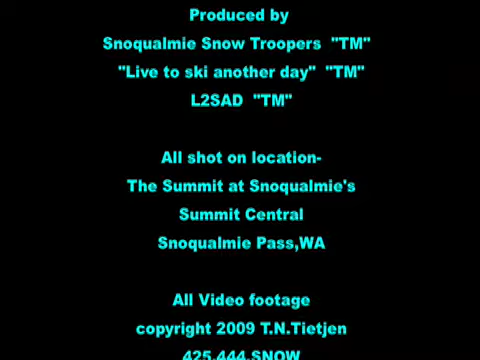 Produced by
Snoqualmie Snow Troopers "TM"
"Live to ski another day" "TM"
L2SAD "TM"
All shot on location-
The Summit at Snoqualmie's
Summit Central
Snoqualmie Pass,WA
All Video footage
copyright 2009 T.N.Tietjen
425.444.SNOW